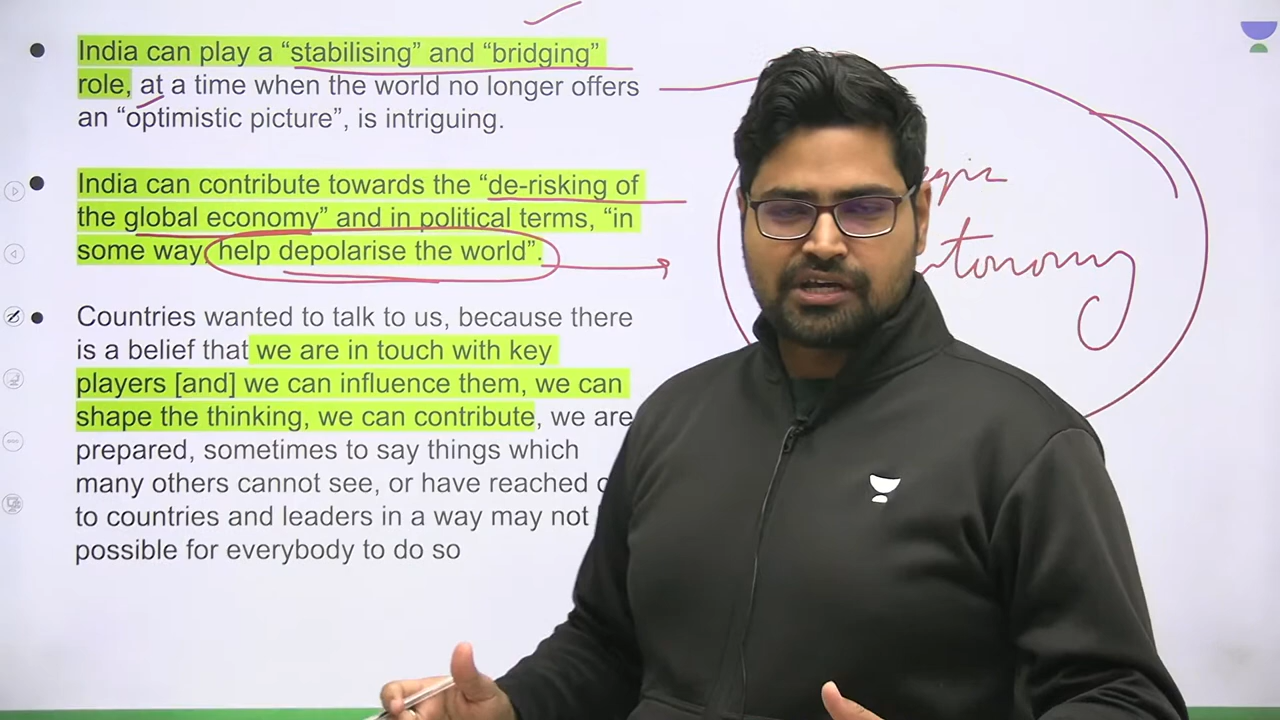 India can play a “stabilising” and “bridging”
role, at a time when the world no longer offers
an “optimistic picture”, is intriguing.
India can contribute towards the “de-risking of
the global economy” and in political terms, “in
some way help depolarise the world”.
Countries wanted to talk to us, because there
is a belief that we are in touch with key
players [and] we can influence them, we can
shape the thinking, we can contribute, we are
prepared, sometimes to say things which
many others cannot see, or have reached
to countries and leaders in a way may not
possible for everybody to do so